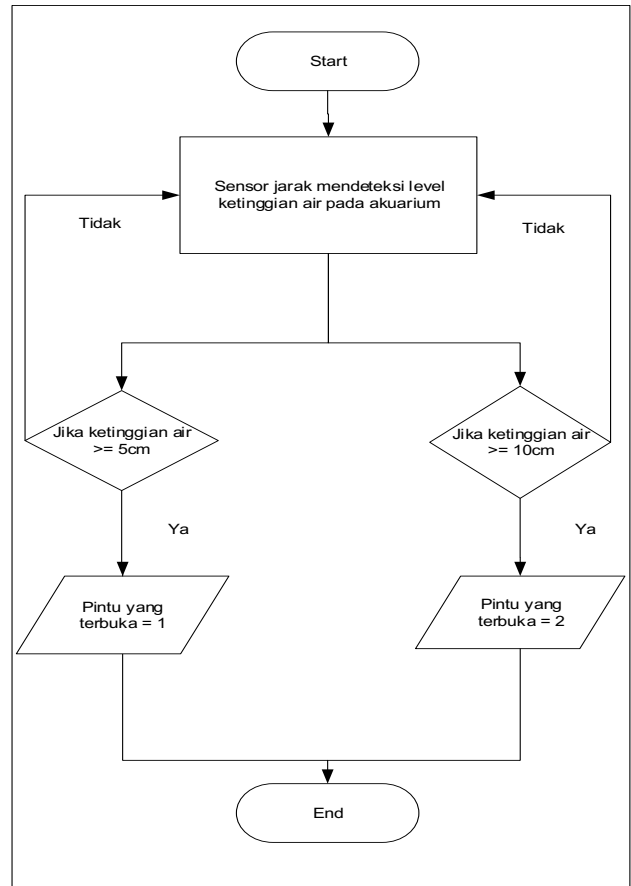 Start
Sensor jarak mendeteksi level
ketinggian air pada akuarium
Tidak
Tidak
Jika ketinggian air
>= 5cm
Jika ketinggian air
>= 10cm
Ya
Ya
Pintu yang
terbuka = 1
Pintu yang
terbuka = 2
End